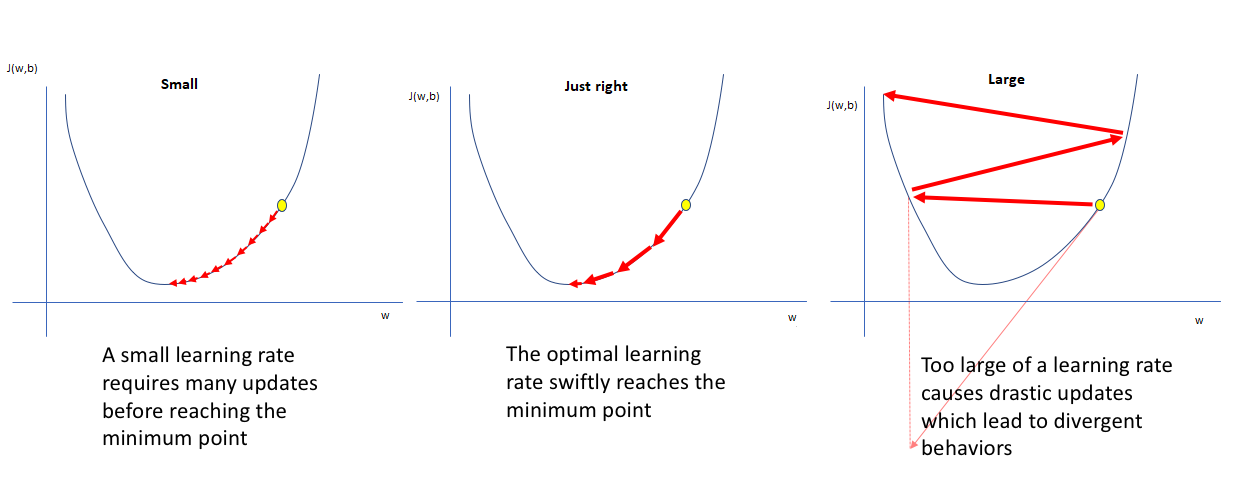 J(w,b)
Small
w
A small learning rate
requires many updates
before reaching the
minimum point
J(w,b)
Just right
w
The optimal learning
rate swiftly reaches the
minimum point
J(w,b)
Large
w
Too large of a learning rate
causes drastic updates
which lead to divergent
behaviors